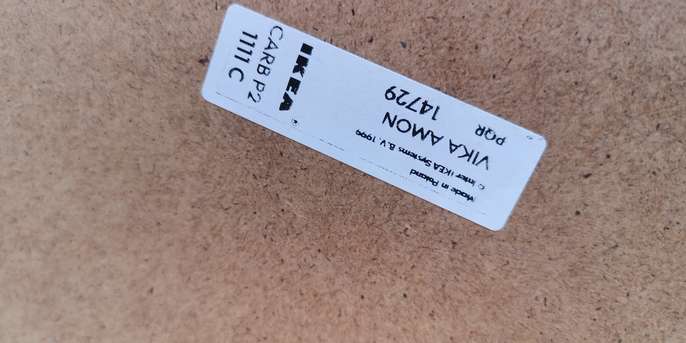 Made in Poland
© Inter IKEA Systems B.V. 1999
VIKA AMON
14729
PQR
IKEA
CARB P2
1111 C